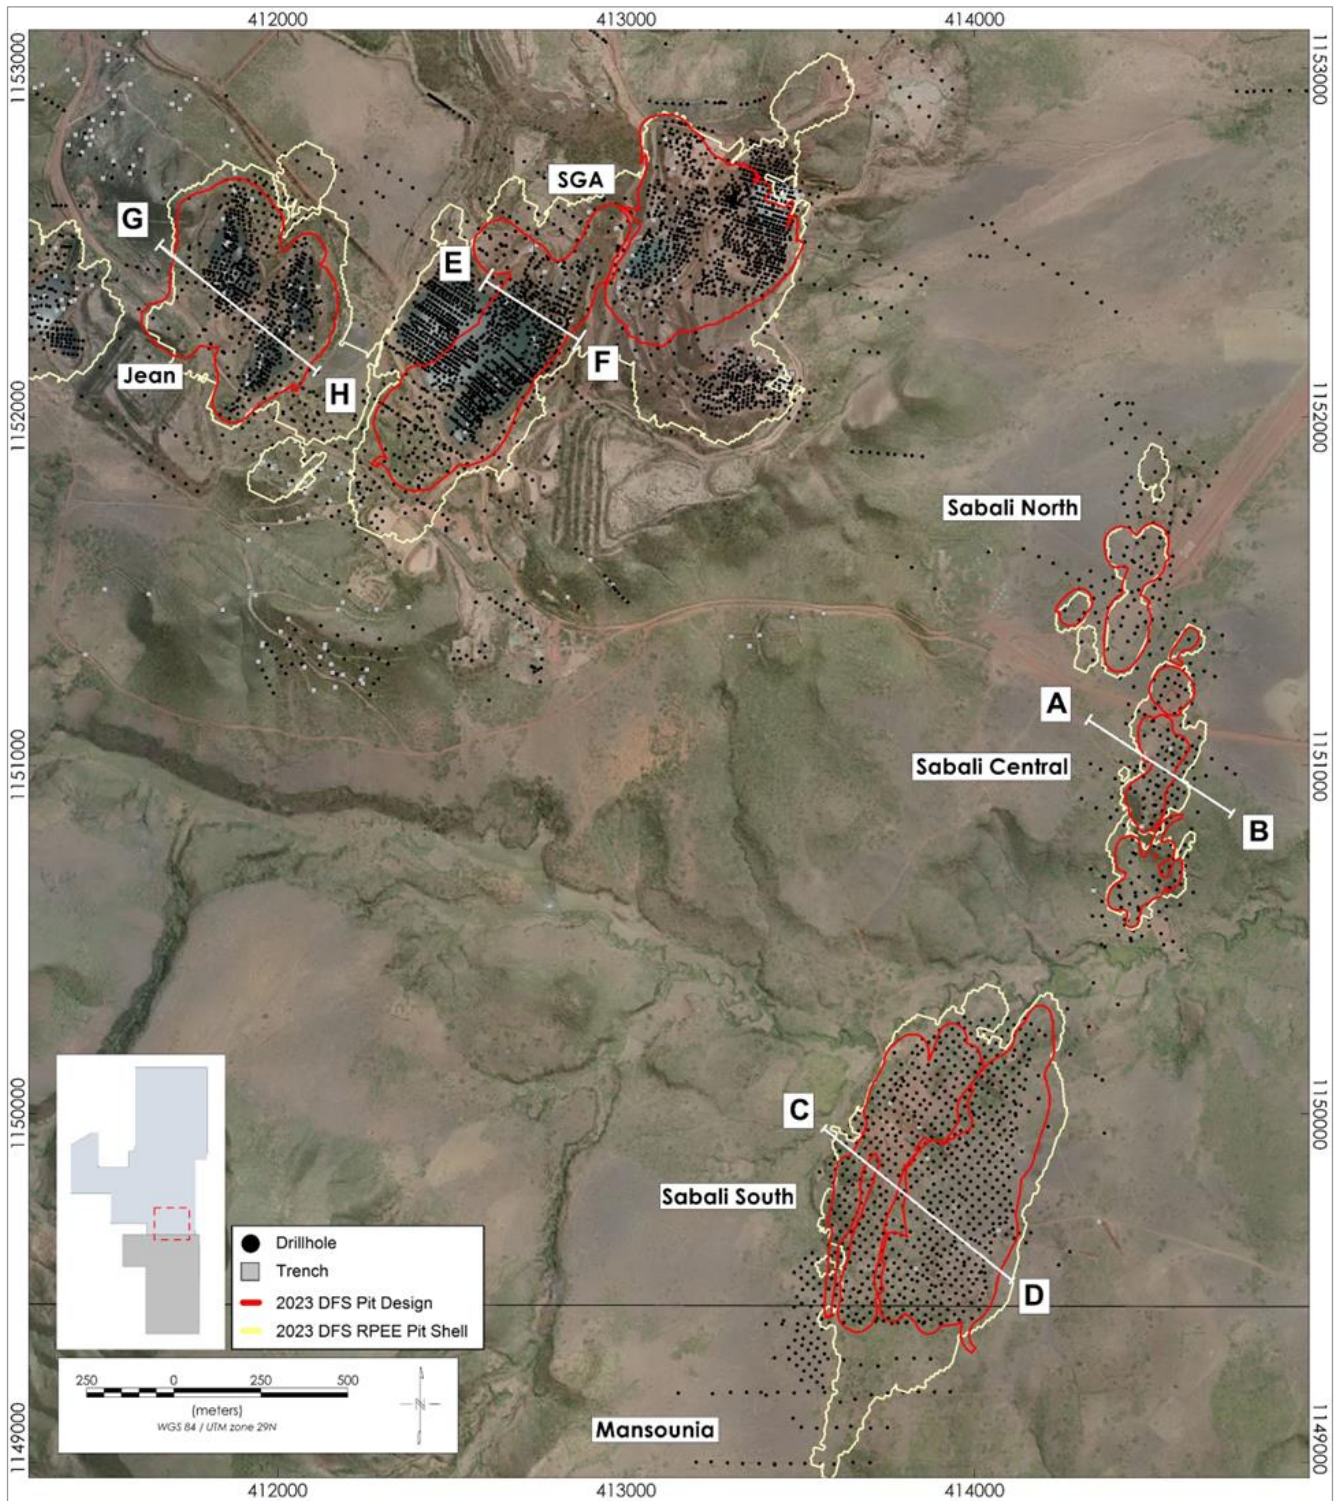 412000
413000
414000
1153000
1153000
SGA
G
E
F
Jean
H
1152000
1152000
Sabali North
A
Sabali Central
1151000
1151000
B
C
1150000
1150000
Sabali South
D
Drillhole
Trench
2023 DFS Pit Design
2023 DFS RPEE Pit Shell
250 0 250 500
(meters)
WGS 84 / UTM zone 29N
N
Mansounia
1149000
1149000
412000
413000
414000